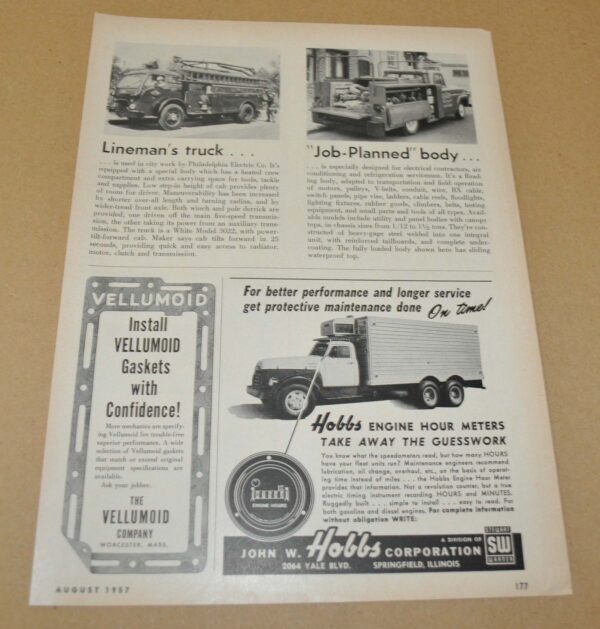 Lineman's truck . . .
. . . is used in city work by Philadelphia Electric Co. It's
equipped with a special body which has a heated crew
compartment and extra carrying space for tools, tackle
and supplies. Low step-in height of cab provides plenty
of room for driver. Maneuverability has been increased
by shorter over-all length and turning radius, and by
wider-tread front axle. Both winch and pole derrick are
provided, one driven off the main five-speed transmis-
sion, the other taking its power from an auxiliary trans-
mission. The truck is a White Model 3022, with power-
tilt-forward cab. Maker says cab tilts forward in 25
seconds, providing quick and easy access to radiator,
motor, clutch and transmission.
"Job-Planned" body . . .
. . . is especially designed for electrical contractors, air
conditioning and refrigeration servicemen. It's a Read-
ing body, adapted to transportation and field operation
of motors, pulleys, V-belts, conduit, wire, BX cable,
switch panels, pipe vise, ladders, cable reels, floodlights,
lighting fixtures, rubber goods, climbers, belts, testing
equipment, and small parts and tools of all types. Avail-
able models include utility and panel bodies with canopy
tops, in chassis sizes from 1/12 to 1½ tons. They're con-
structed of heavy-gage steel welded into one integral
unit, with reinforced tailboards, and complete under-
coating. The fully loaded body shown here has sliding
waterproof top.
VELLUMOID
Install
VELLUMOID
Gaskets
with
Confidence!
More mechanics are specify-
ing Vellumoid for trouble-free
superior performance. A wide
selection of Vellumoid gaskets
that match or exceed original
equipment specifications are
available.
Ask your jobber.
THE
VELLUMOID
COMPANY
WORCESTER, MASS.
For better performance and longer service
get protective maintenance done On time!
Hobbs ENGINE HOUR METERS
TAKE AWAY THE GUESSWORK
ENGINE HOURS
You know what the speedometers read, but how many HOURS
have your fleet units run? Maintenance engineers recommend
lubrication, oil change, overhaul, etc., on the basis of operat-
ing time instead of miles . . . . the Hobbs Engine Hour Meter
provides that information. Not a revolution counter, but a true
electric timing instrument recording HOURS and MINUTES.
Ruggedly built . . . simple to install . . . easy to read. For
both gasoline and diesel engines. For complete information
without obligation WRITE:
JOHN W. Hobbs CORPORATION
A DIVISION OF
STEWART
SW
WARNER
2064 YALE BLVD. SPRINGFIELD, ILLINOIS
AUGUST 1957
177